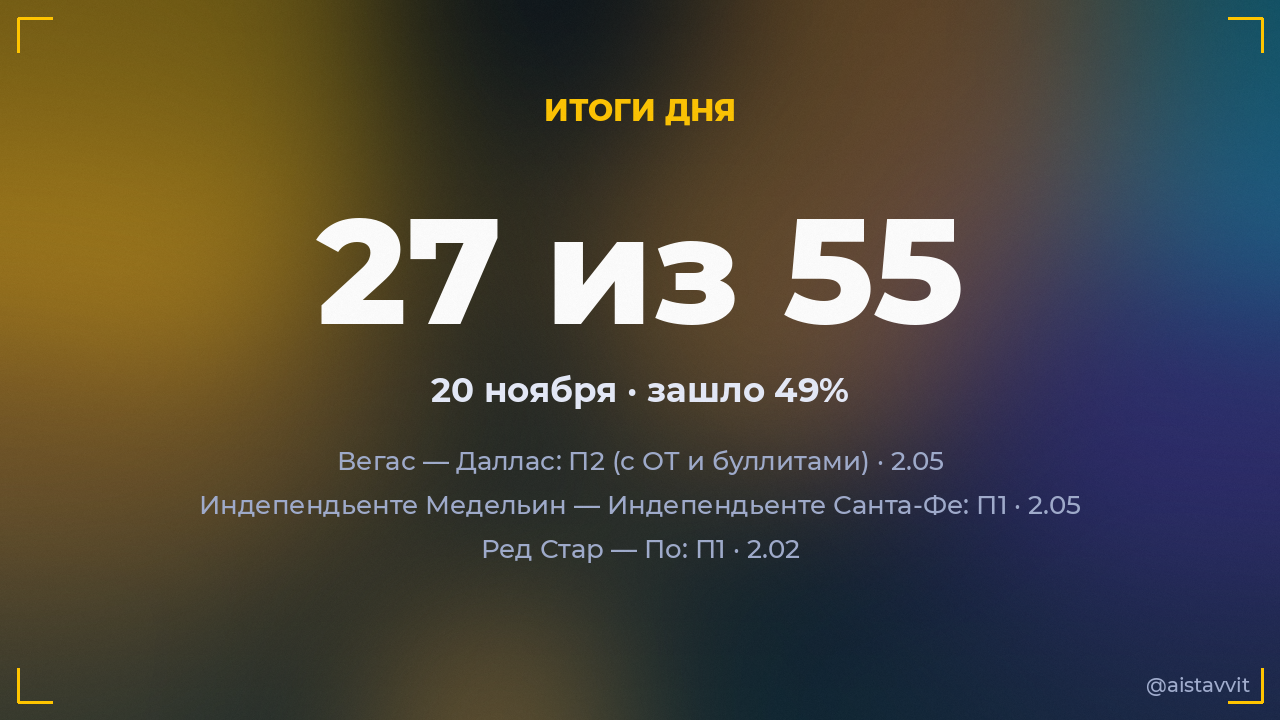 ИТОГИ ДНЯ
27 из 55
20 ноября · зашло 49%
Вегас — Даллас: П2 (с ОТ и буллитами) · 2.05
Индепендьенте Медельин — Индепендьенте Санта-Фе: П1 · 2.05
Ред Стар — По: П1 · 2.02
@aistavvit